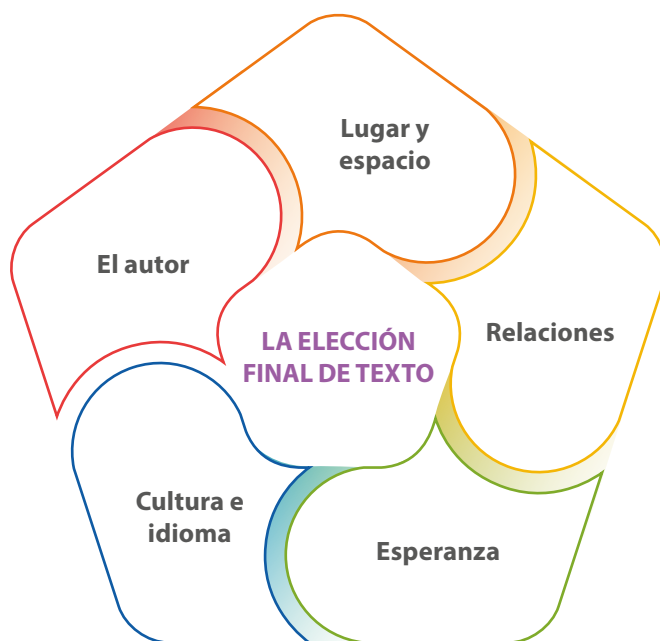 Lugar y
espacio
El autor
Relaciones
LA ELECCIÓN
FINAL DE TEXTO
Cultura e
idioma
Esperanza